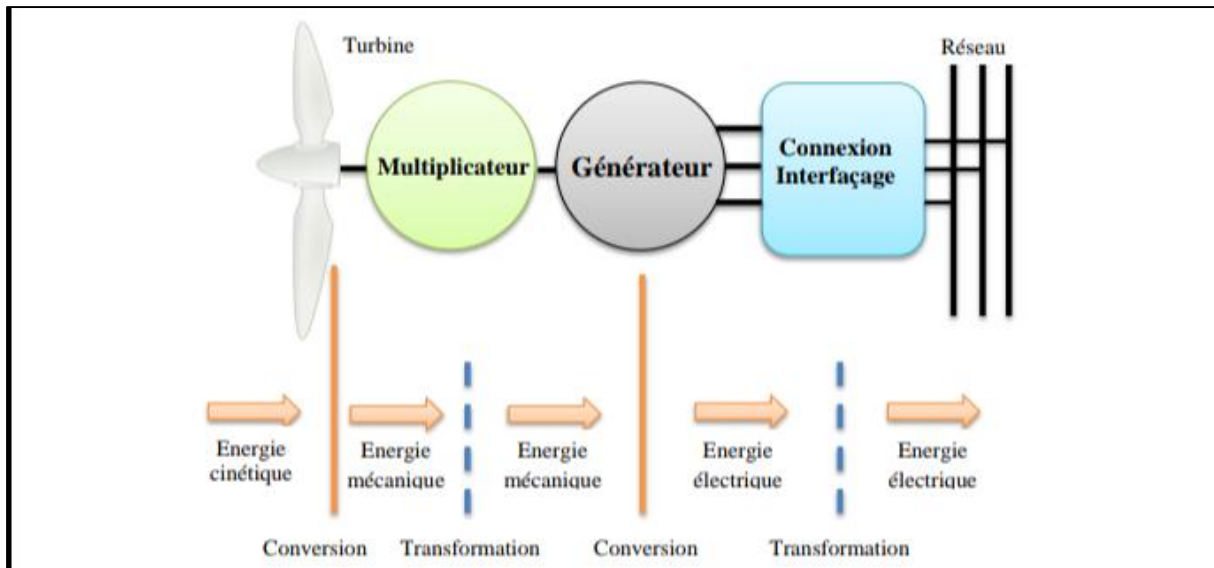 Turbine
Réseau
Multiplicateur
Générateur
Connexion
Interfaçage
Energie
cinétique
Energie
mécanique
Energie
mécanique
Energie
électrique
Energie
électrique
Conversion
Transformation
Conversion
Transformation